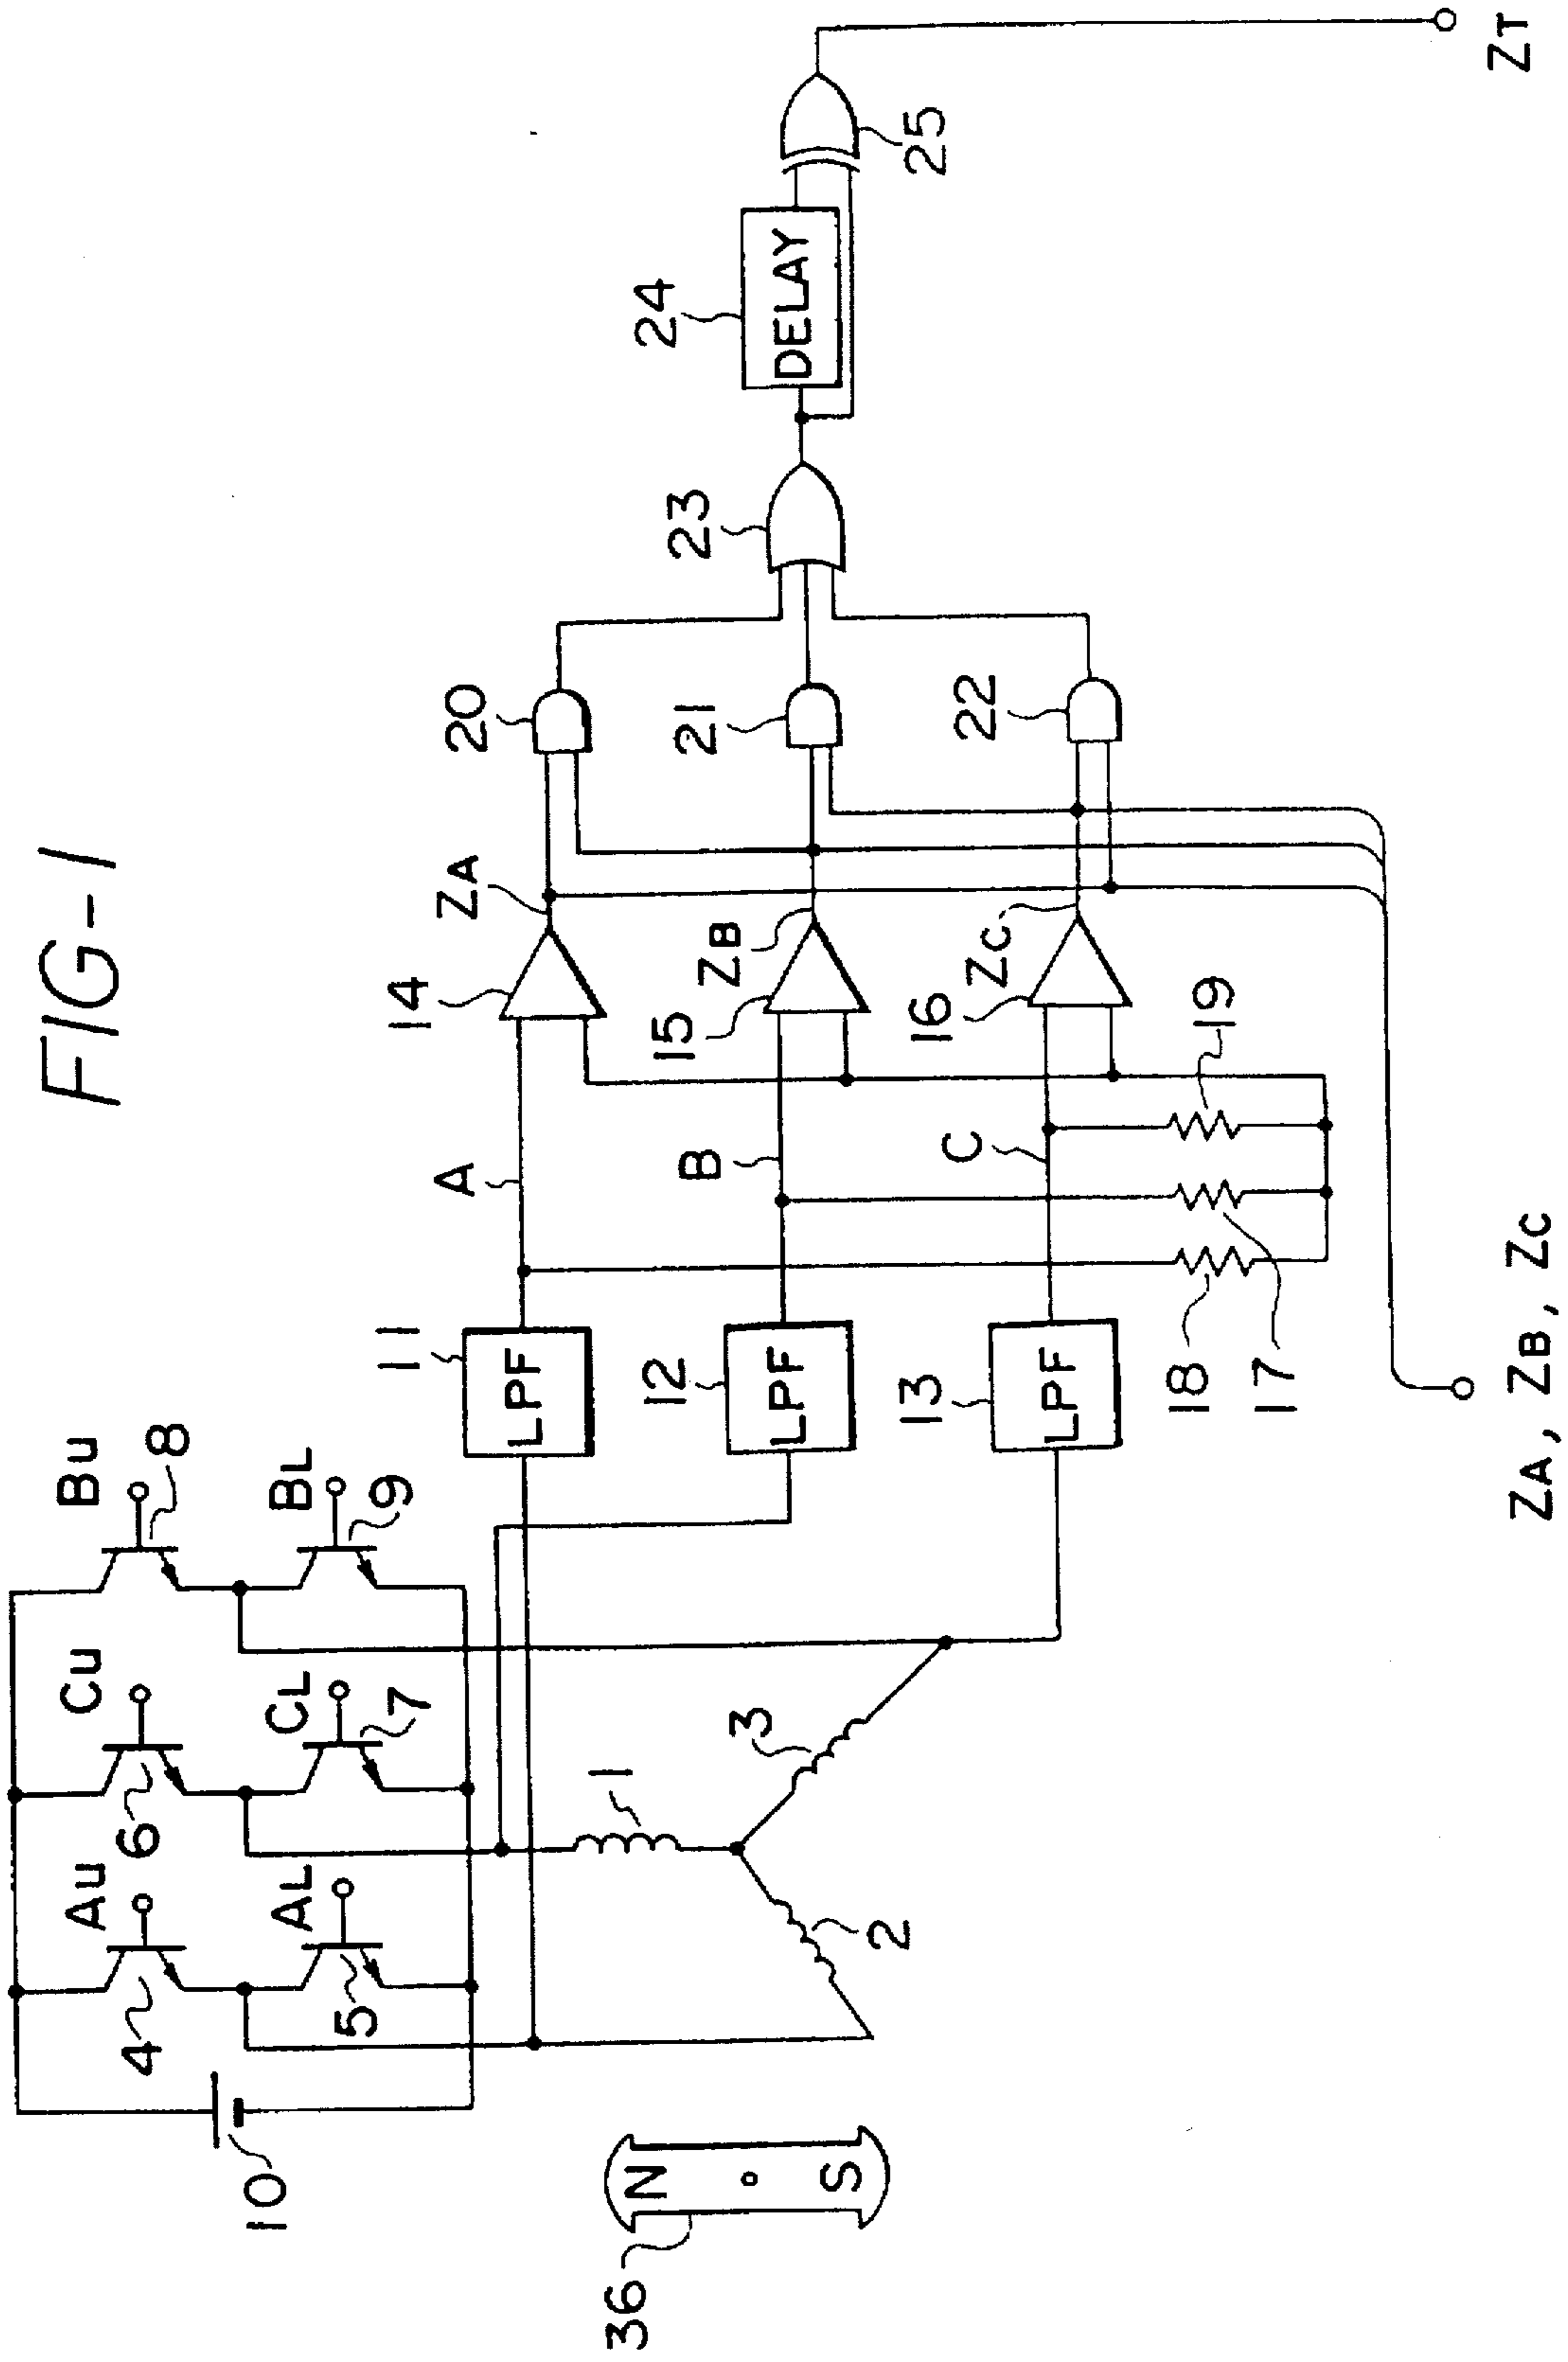 FIG-1
Au
Cu
Bu
4
6
8
AL
CL
BL
5
7
9
10
36
N
S
1
2
3
11
LPF
12
LPF
13
LPF
A
B
C
18
17
19
14
15
16
ZA
ZB
ZC
20
21
22
23
24
DELAY
25
ZA, ZB, ZC
ZT